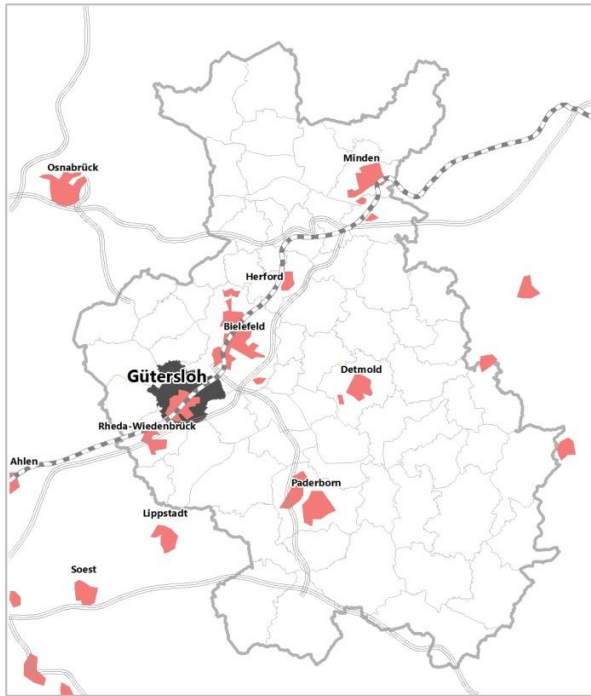 Minden
Osnabrück
Herford
Bielefeld
Detmold
Gütersloh
Rheda-Wiedenbrück
Ahlen
Paderborn
Lippstadt
Soest